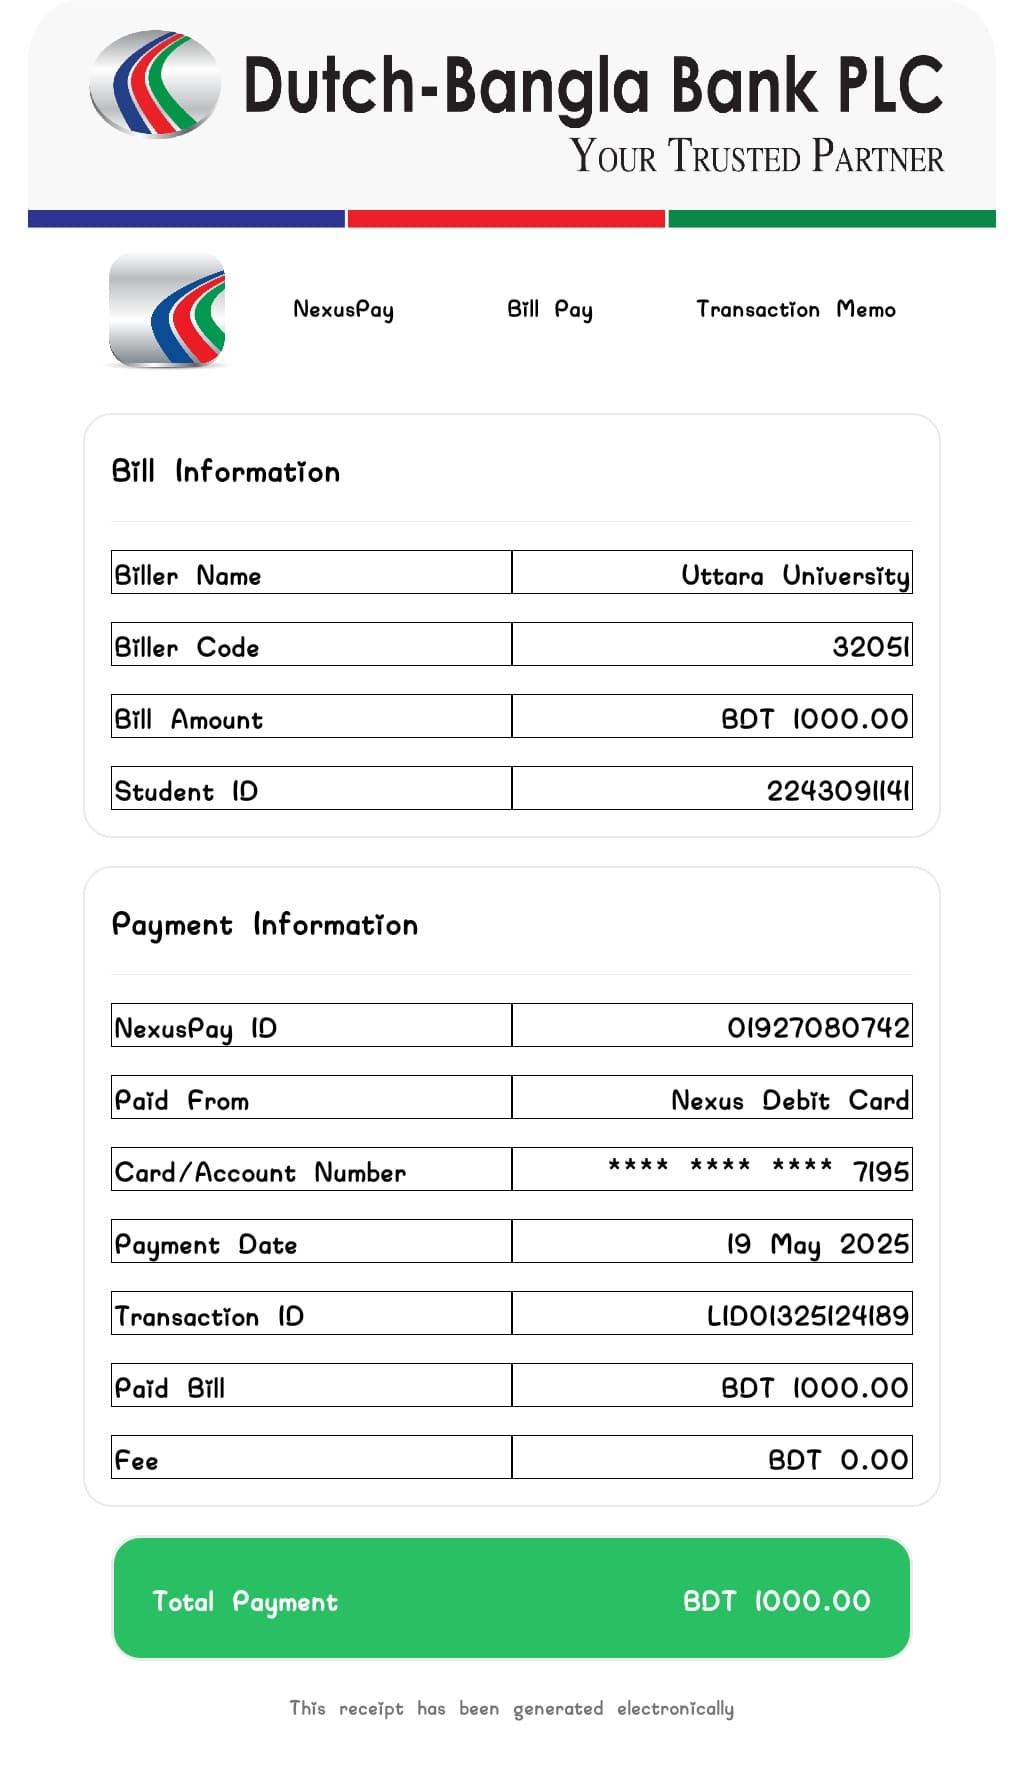 Dutch-Bangla Bank PLC
YOUR TRUSTED PARTNER
NexusPay Bill Pay Transaction Memo
Bill Information
Biller Name Uttara University
Biller Code 32051
Bill Amount BDT 1000.00
Student ID 2243091141
Payment Information
NexusPay ID 01927080742
Paid From Nexus Debit Card
Card/Account Number **** **** **** 7195
Payment Date 19 May 2025
Transaction ID L1D01325124189
Paid Bill BDT 1000.00
Fee BDT 0.00
Total Payment BDT 1000.00
This receipt has been generated electronically